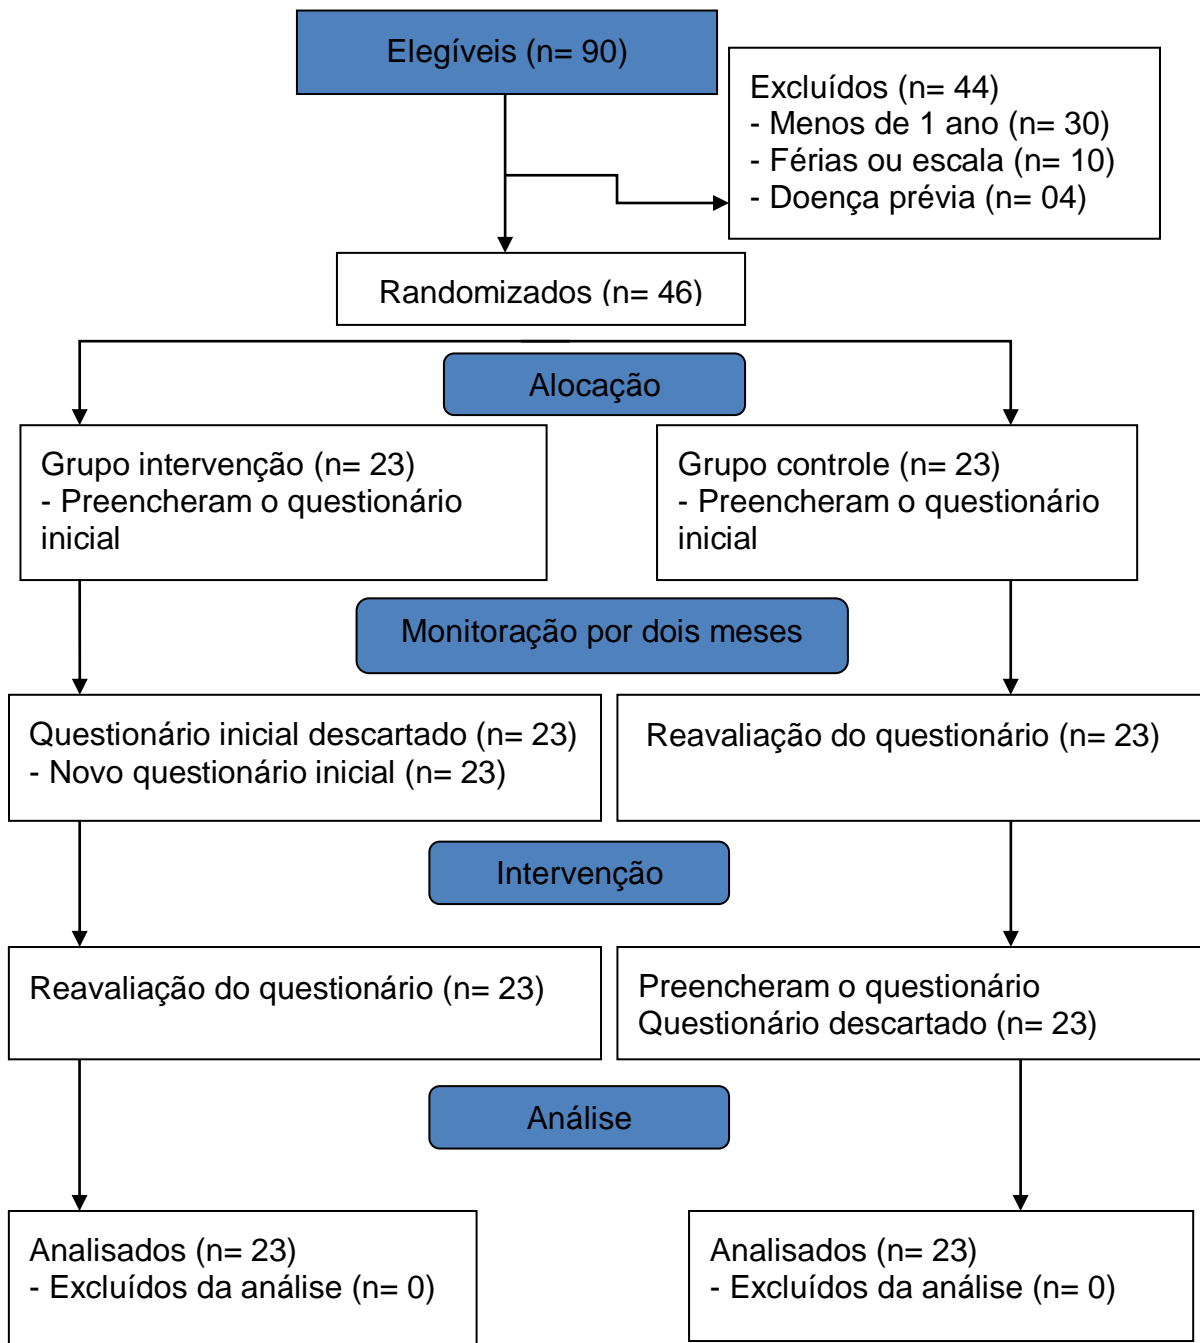 Elegíveis (n= 90)
Excluídos (n= 44)
- Menos de 1 ano (n= 30)
- Férias ou escala (n= 10)
- Doença prévia (n= 04)
Randomizados (n= 46)
Alocação
Grupo intervenção (n= 23)
- Preencheram o questionário
inicial
Grupo controle (n= 23)
- Preencheram o questionário
inicial
Monitoração por dois meses
Questionário inicial descartado (n= 23)
- Novo questionário inicial (n= 23)
Reavaliação do questionário (n= 23)
Intervenção
Reavaliação do questionário (n= 23)
Preencheram o questionário
Questionário descartado (n= 23)
Análise
Analisados (n= 23)
- Excluídos da análise (n= 0)
Analisados (n= 23)
- Excluídos da análise (n= 0)